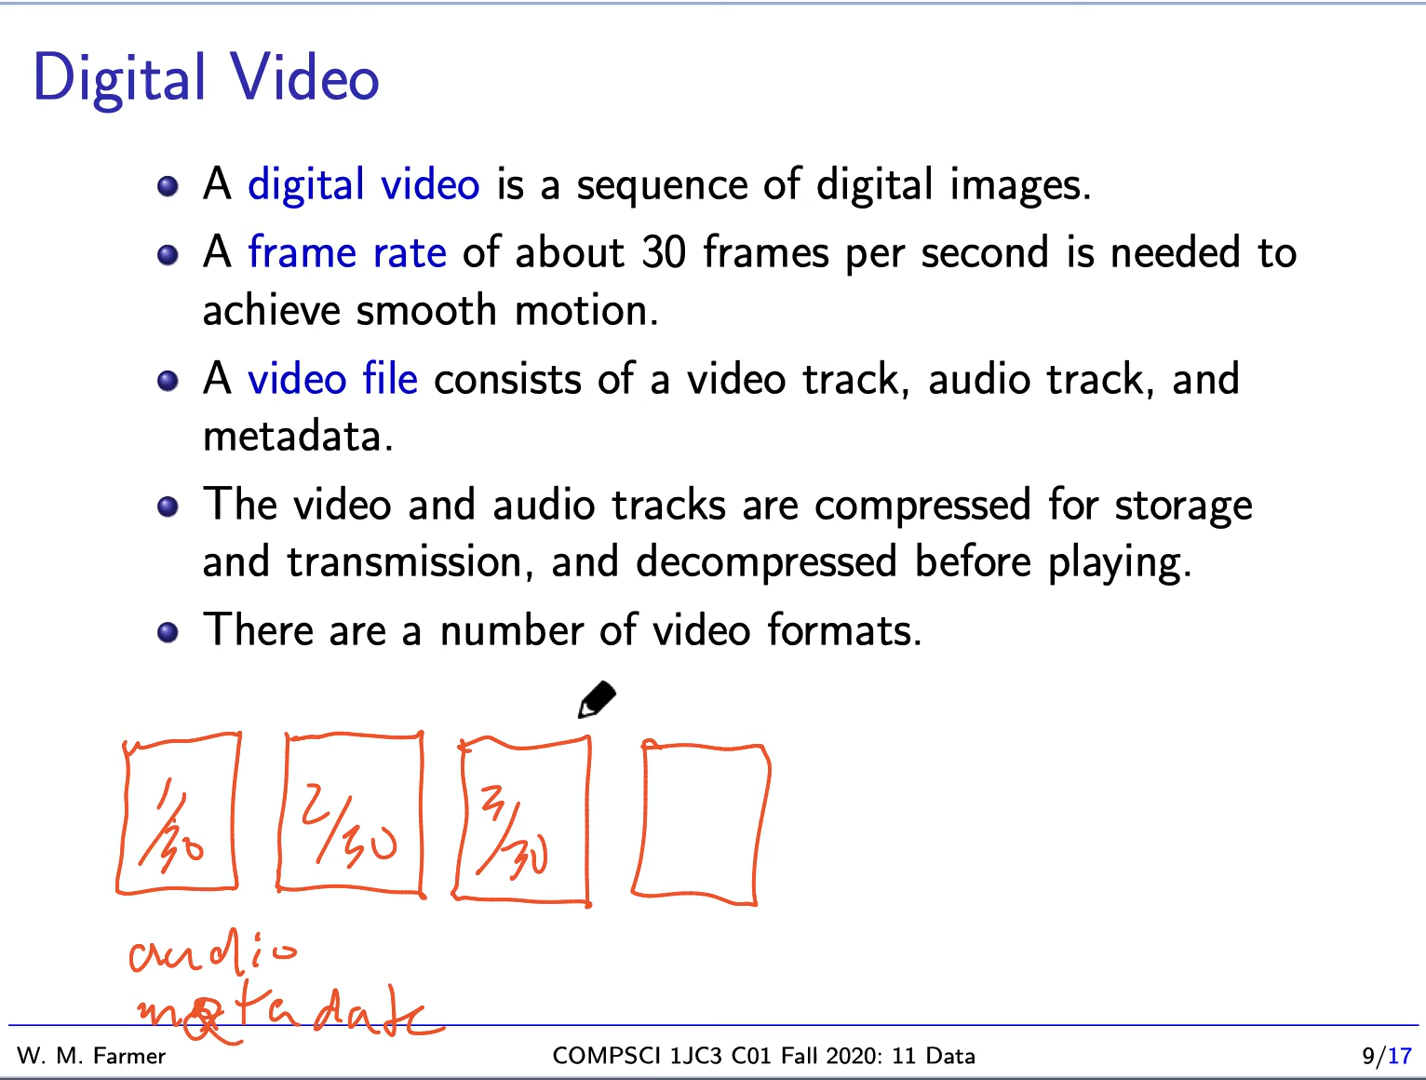 Digital Video
A digital video is a sequence of digital images.
A frame rate of about 30 frames per second is needed to
achieve smooth motion.
A video file consists of a video track, audio track, and
metadata.
The video and audio tracks are compressed for storage
and transmission, and decompressed before playing.
There are a number of video formats.
1/30 2/30 3/30
audio
metadata
W. M. Farmer COMPSCI 1JC3 C01 Fall 2020: 11 Data 9/17